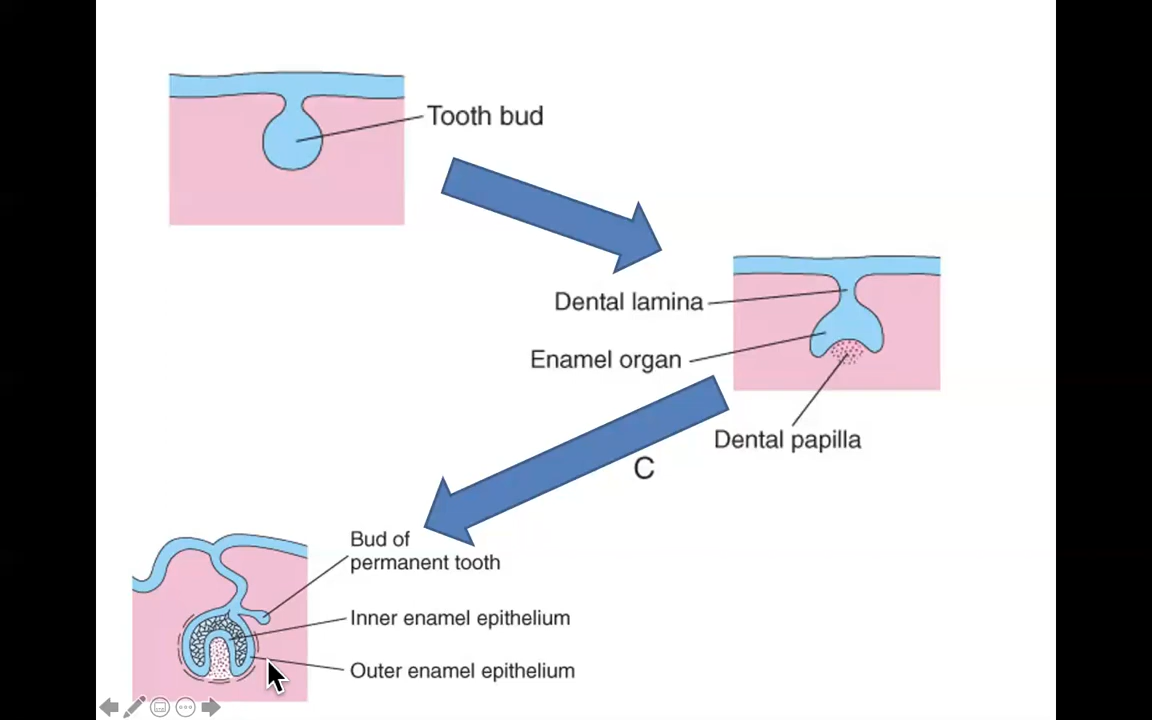 Tooth bud
Dental lamina
Enamel organ
Dental papilla
C
Bud of
permanent tooth
Inner enamel epithelium
Outer enamel epithelium